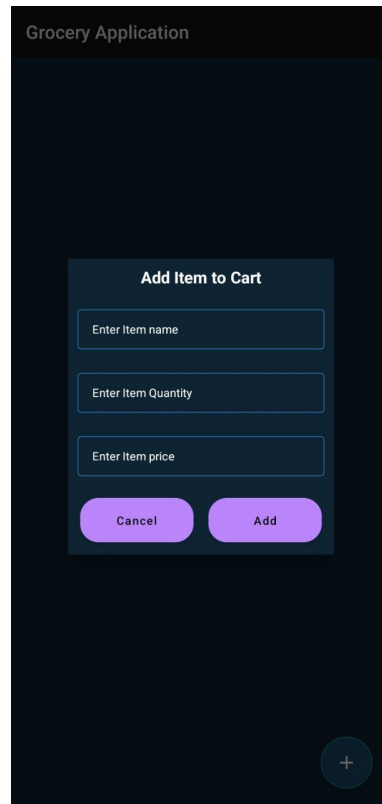 Grocery Application
Add Item to Cart
Enter Item name
Enter Item Quantity
Enter Item price
Cancel Add
+